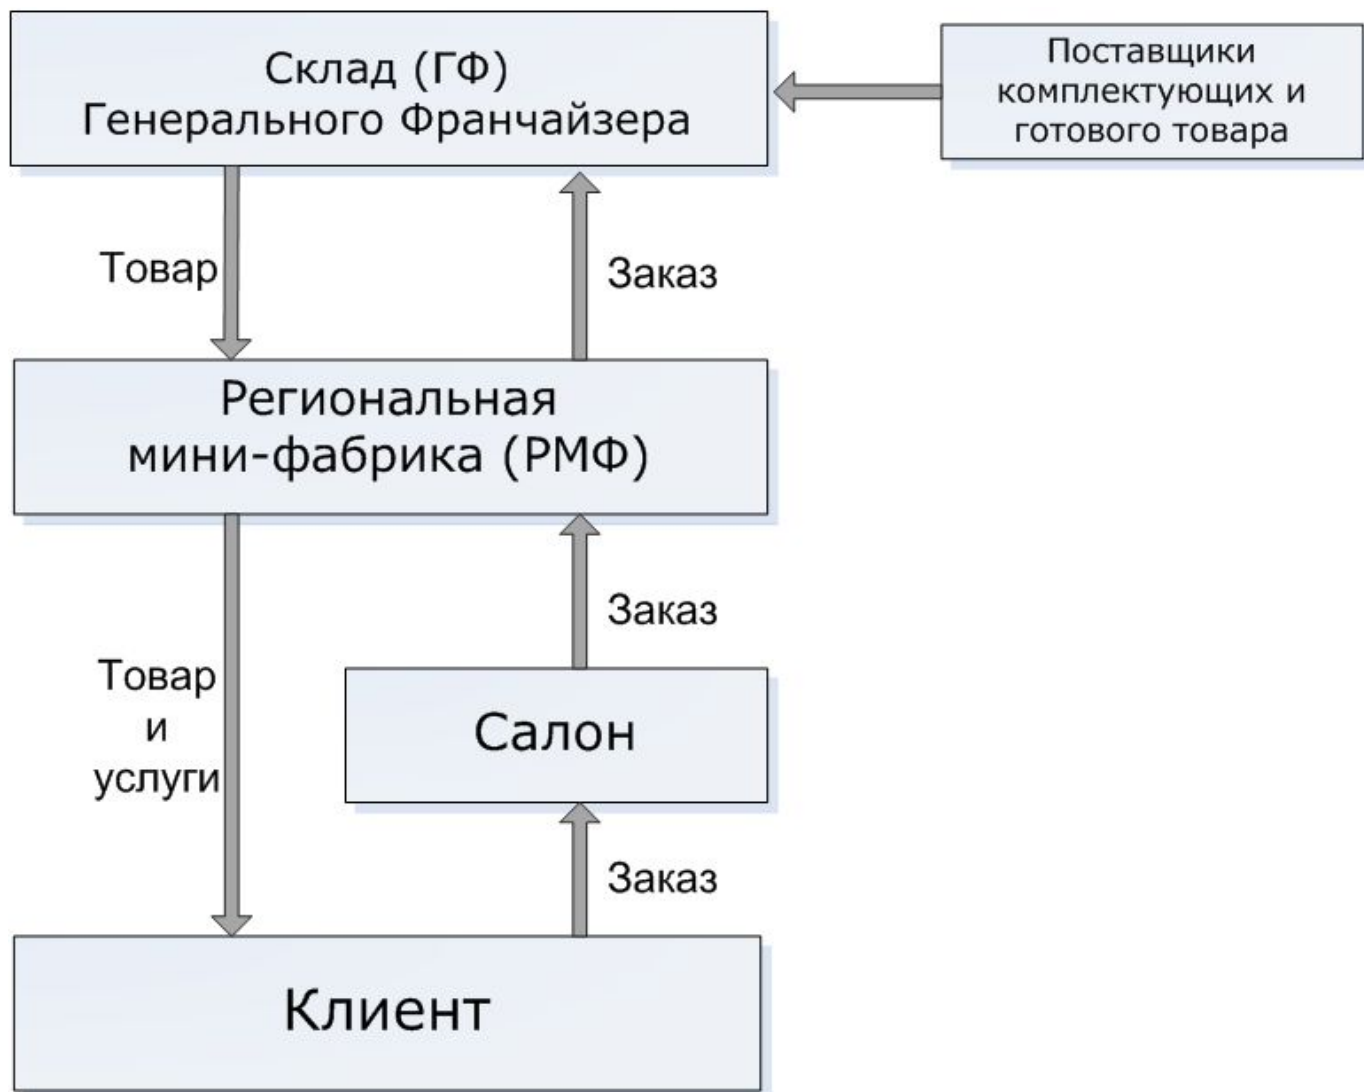 Склад (ГФ)
Генерального Франчайзера
Поставщики
комплектующих и
готового товара
Товар
Заказ
Региональная
мини-фабрика (РМФ)
Заказ
Товар
и
услуги
Салон
Заказ
Клиент